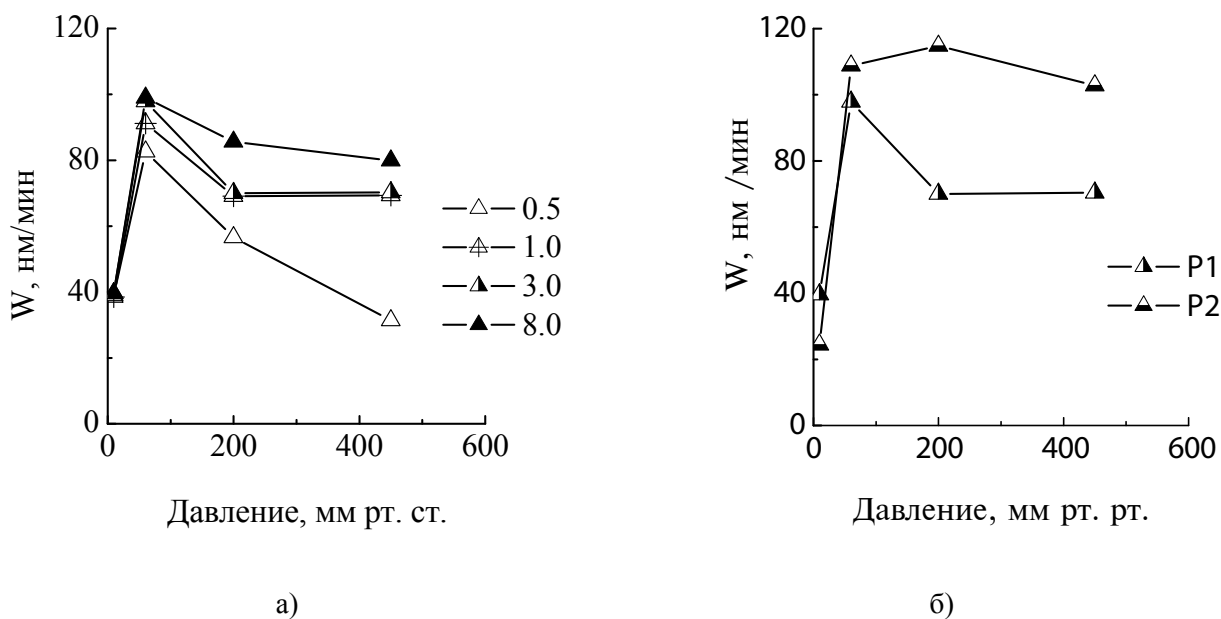 120
80
40
0
W, нм/мин
0 200 400 600
Давление, мм рт. ст.
0.5
1.0
3.0
8.0
а)
120
80
40
0
W, нм /мин
0 200 400 600
Давление, мм рт. рт.
P1
P2
б)